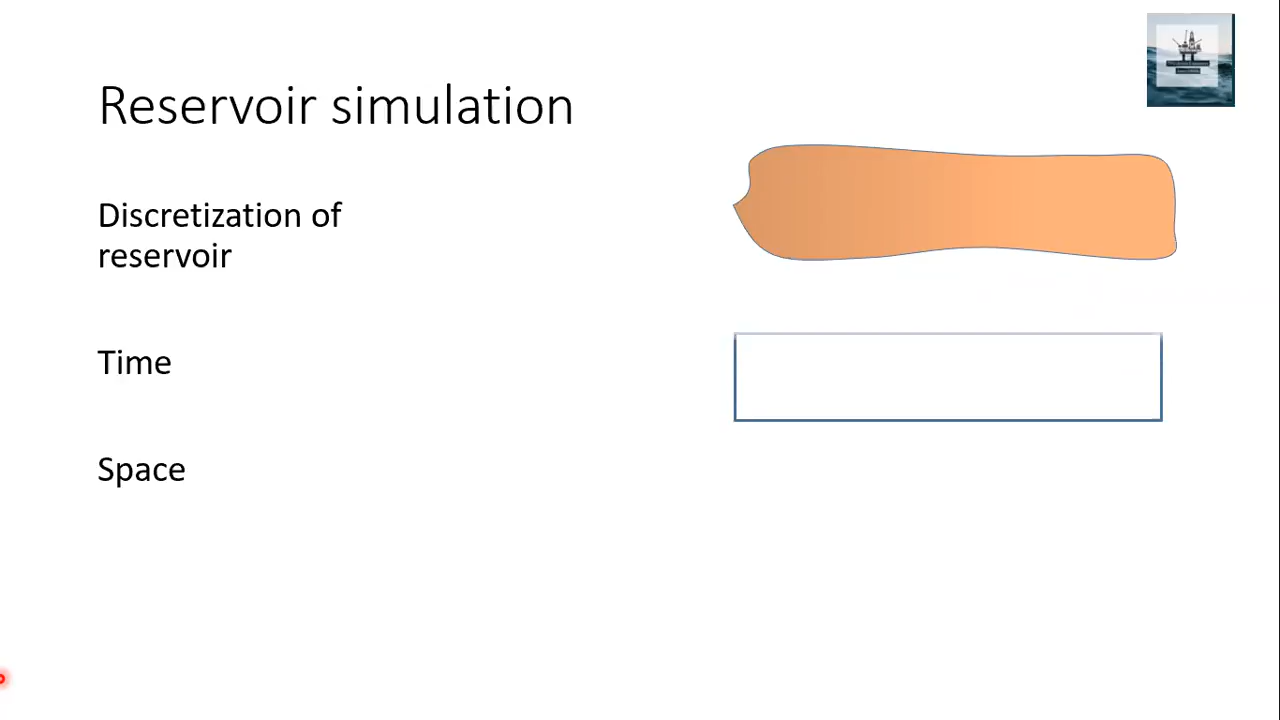 Reservoir simulation
Discretization of
reservoir
Time
Space